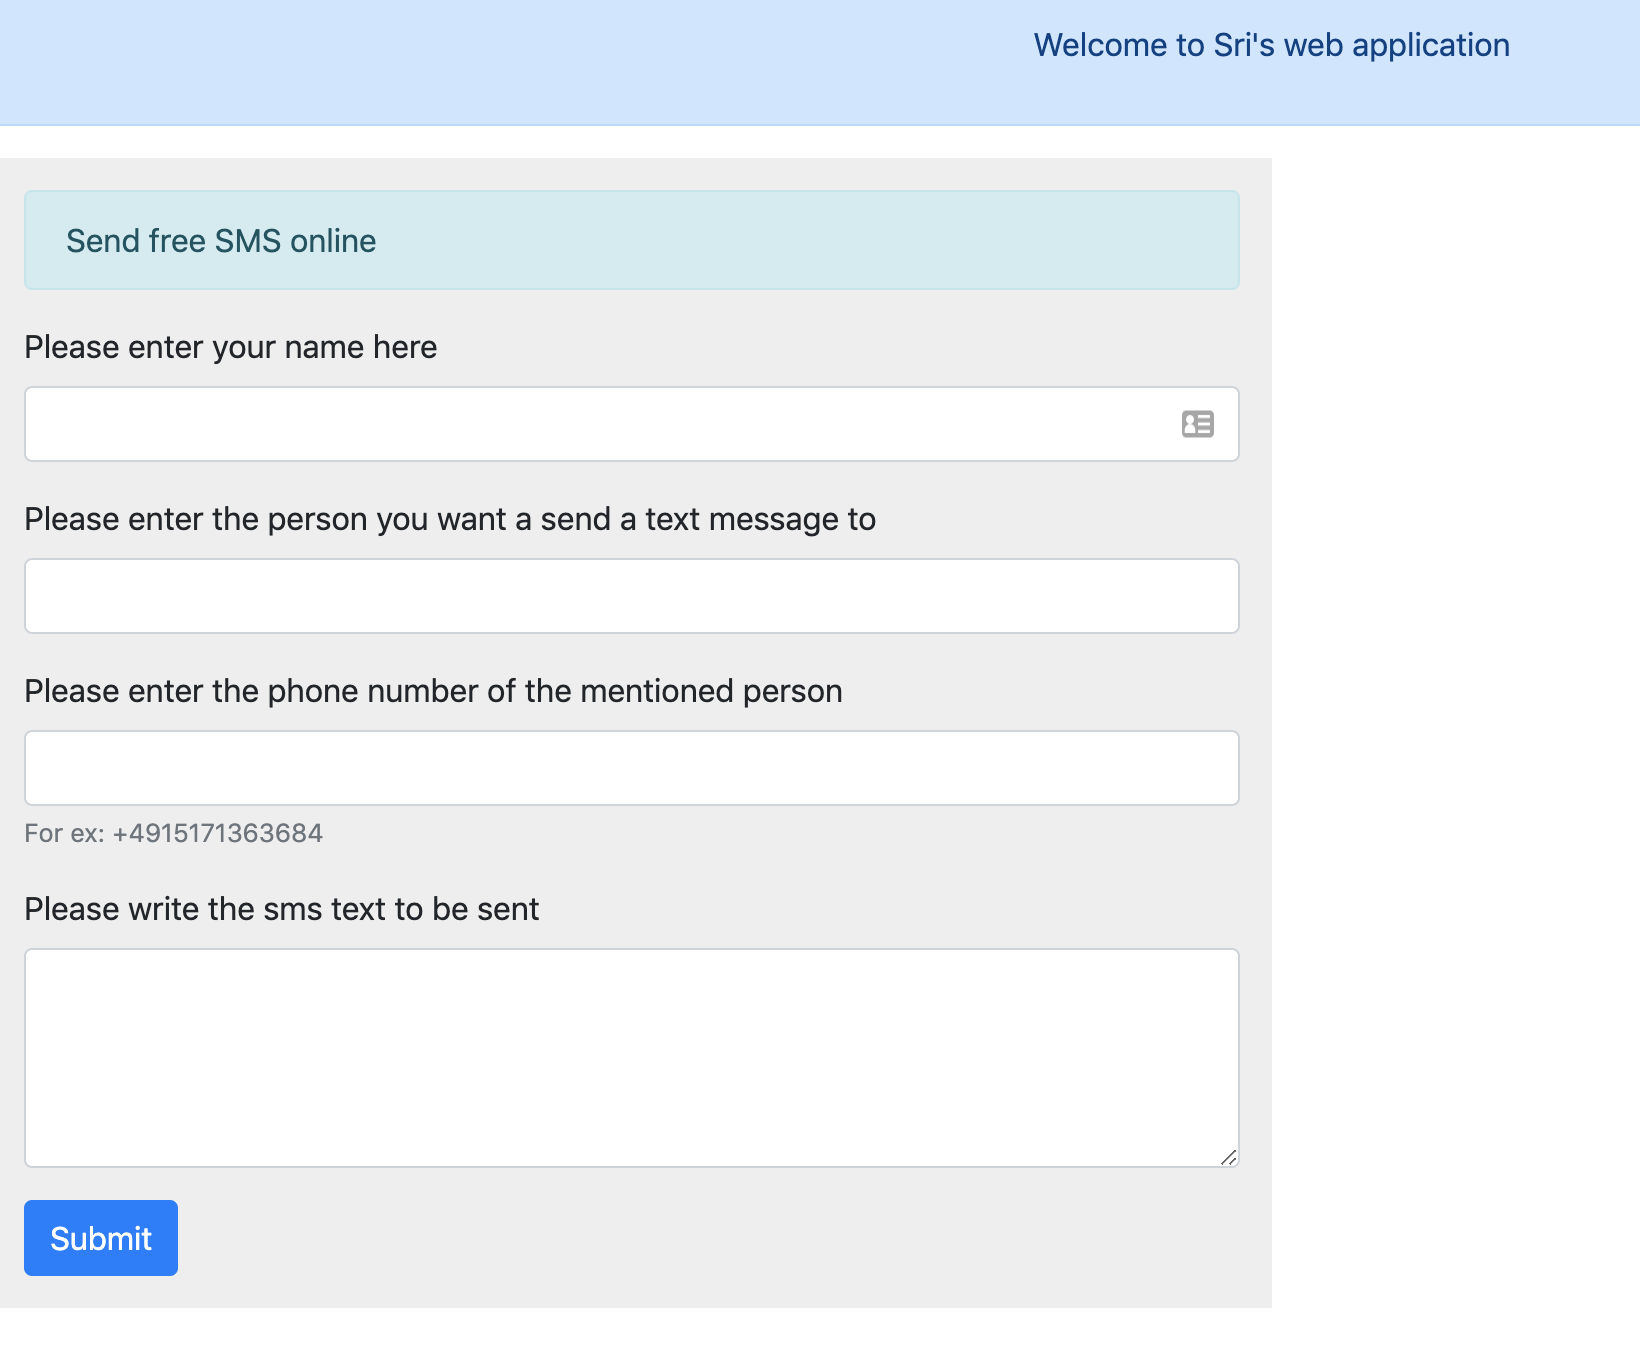 Welcome to Sri's web application
Send free SMS online
Please enter your name here
Please enter the person you want a send a text message to
Please enter the phone number of the mentioned person
For ex: +4915171363684
Please write the sms text to be sent
Submit